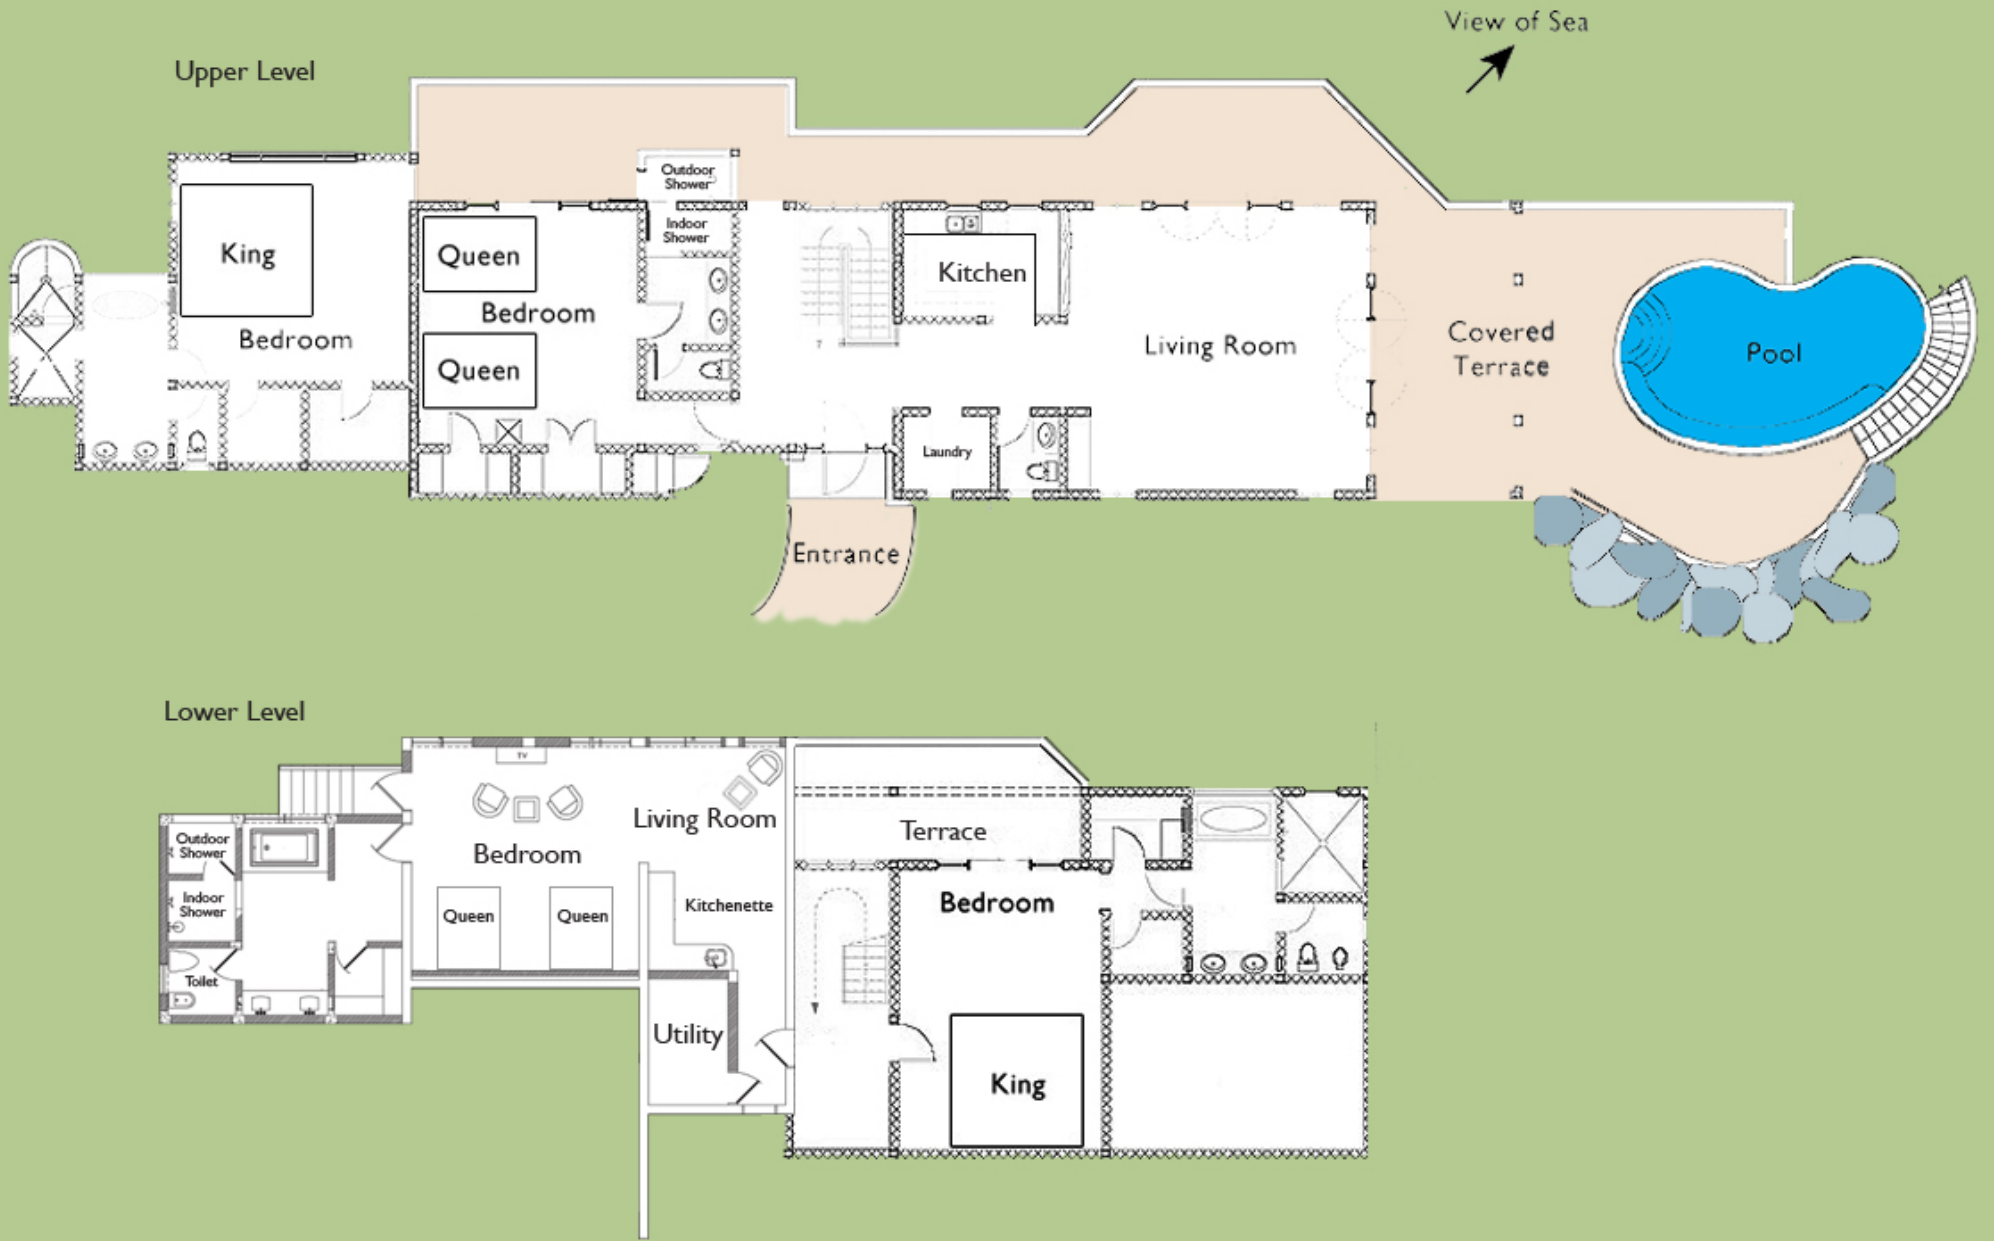 View of Sea
Upper Level
Outdoor
Shower
Indoor
Shower
King
Queen
Kitchen
Bedroom
Bedroom
Queen
Living Room
Covered
Terrace
Pool
Laundry
Entrance
Lower Level
TV
Living Room
Terrace
Outdoor
Shower
Bedroom
Indoor
Shower
Queen
Queen
Kitchenette
Bedroom
Toilet
Utility
King